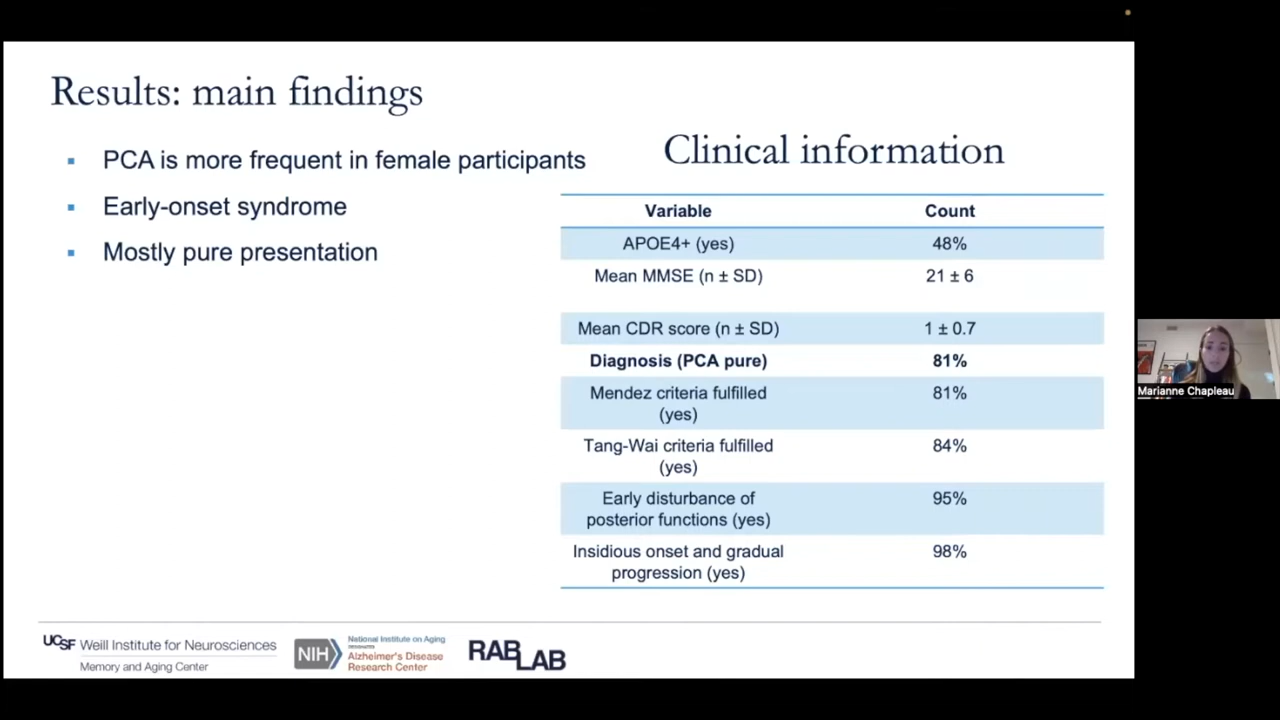 Results: main findings
▪ PCA is more frequent in female participants
▪ Early-onset syndrome
▪ Mostly pure presentation
Clinical information
Variable Count
APOE4+ (yes) 48%
Mean MMSE (n ± SD) 21 ± 6
Mean CDR score (n ± SD) 1 ± 0.7
Diagnosis (PCA pure) 81%
Mendez criteria fulfilled 81%
(yes)
Tang-Wai criteria fulfilled 84%
(yes)
Early disturbance of 95%
posterior functions (yes)
Insidious onset and gradual 98%
progression (yes)
UCSF Weill Institute for Neurosciences
Memory and Aging Center
NIH
National Institute on Aging
Alzheimer's Disease
Research Center
RAB
LAB
Marianne Chapleau